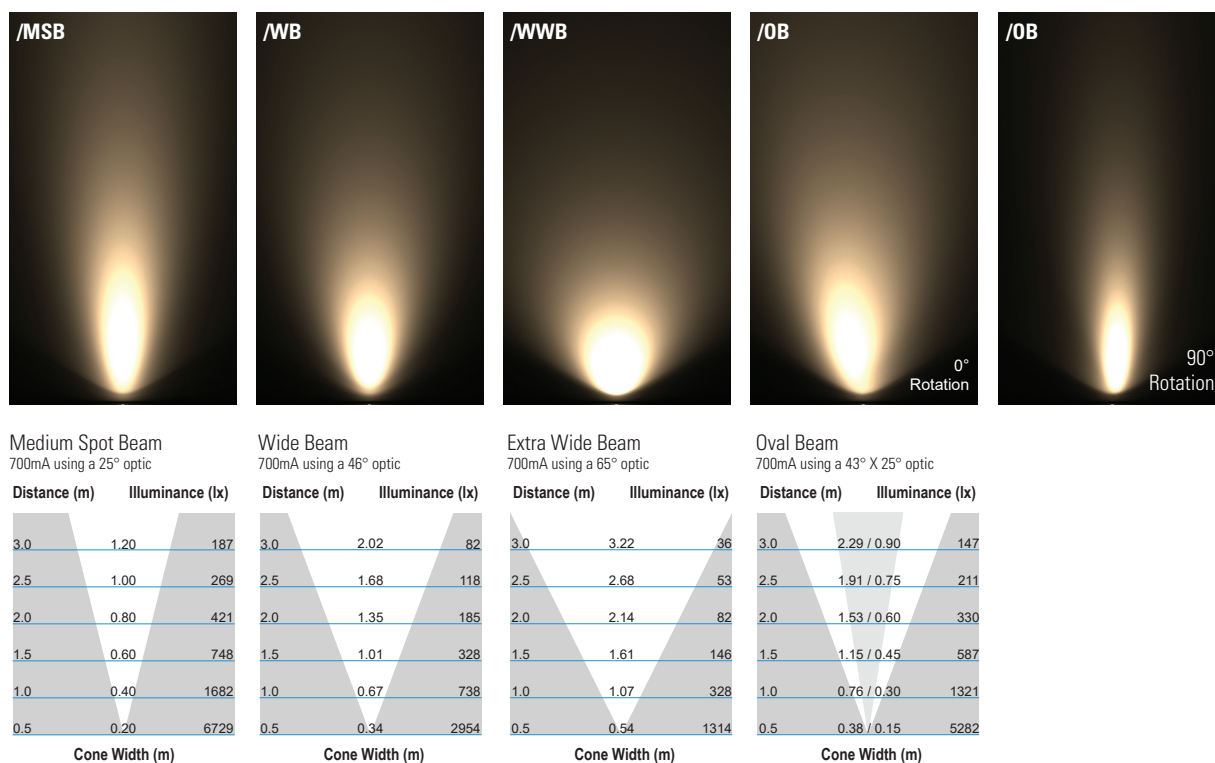 /MSB
/WB
/WWB
/OB
/OB
0°
Rotation
90°
Rotation
Medium Spot Beam
700mA using a 25° optic
Distance (m) Illuminance (lx)
3.0 1.20 187
2.5 1.00 269
2.0 0.80 421
1.5 0.60 748
1.0 0.40 1682
0.5 0.20 6729
Cone Width (m)
Wide Beam
700mA using a 46° optic
Distance (m) Illuminance (lx)
3.0 2.02 82
2.5 1.68 118
2.0 1.35 185
1.5 1.01 328
1.0 0.67 738
0.5 0.34 2954
Cone Width (m)
Extra Wide Beam
700mA using a 65° optic
Distance (m) Illuminance (lx)
3.0 3.22 36
2.5 2.68 53
2.0 2.14 82
1.5 1.61 146
1.0 1.07 328
0.5 0.54 1314
Cone Width (m)
Oval Beam
700mA using a 43° X 25° optic
Distance (m) Illuminance (lx)
3.0 2.29 / 0.90 147
2.5 1.91 / 0.75 211
2.0 1.53 / 0.60 330
1.5 1.15 / 0.45 587
1.0 0.76 / 0.30 1321
0.5 0.38 / 0.15 5282
Cone Width (m)